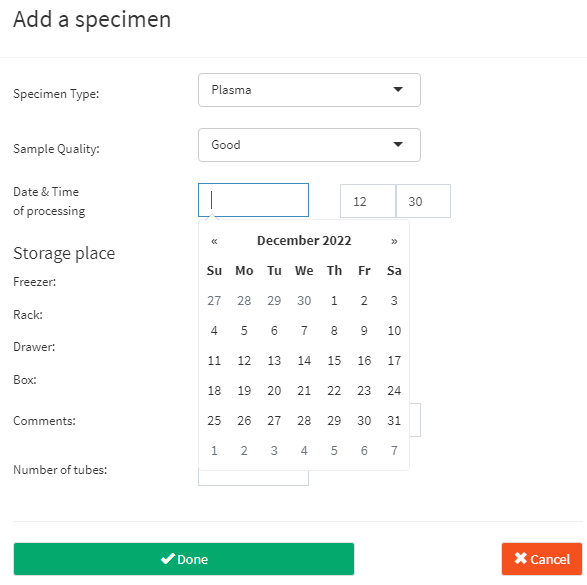 Add a specimen
Specimen Type:
Plasma
Sample Quality:
Good
Date & Time
of processing
12
30
« December 2022 »
Su Mo Tu We Th Fr Sa
27 28 29 30 1 2 3
4 5 6 7 8 9 10
11 12 13 14 15 16 17
18 19 20 21 22 23 24
25 26 27 28 29 30 31
1 2 3 4 5 6 7
Storage place
Freezer:
Rack:
Drawer:
Box:
Comments:
Number of tubes:
Done
Cancel